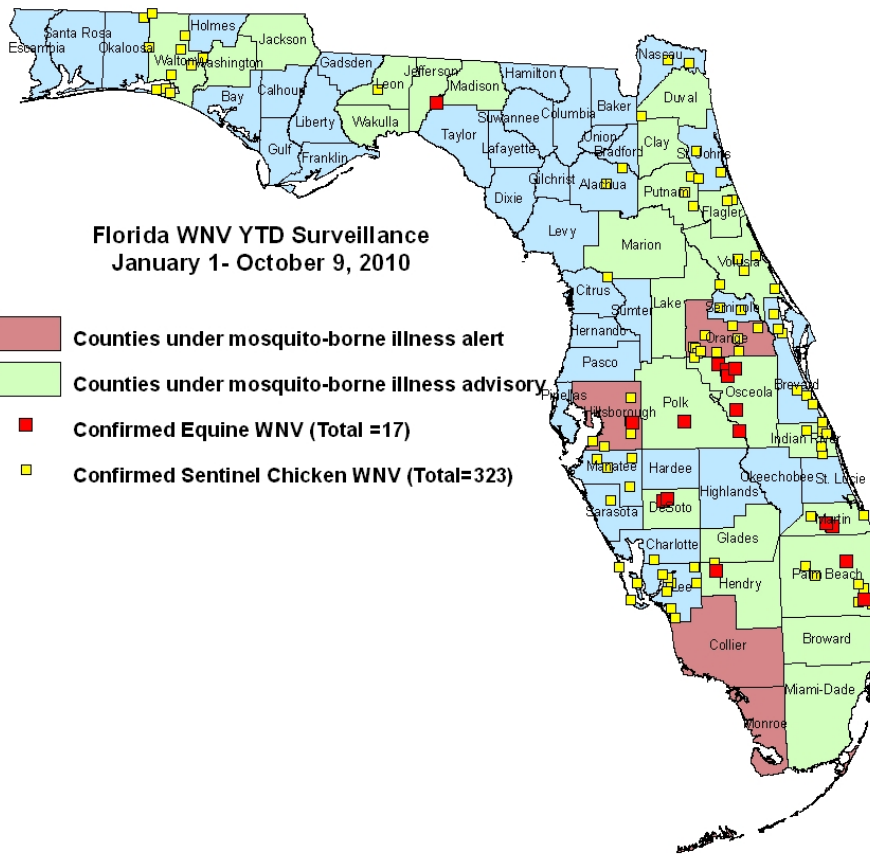 Holmes
Santa Rosa
Escambia
Okaloosa
Walton
Washington
Jackson
Gadsden
Leon
Jefferson
Madison
Hamilton
Nassau
Bay
Calhoun
Liberty
Wakulla
Gulf
Franklin
Taylor
Suwannee
Columbia
Baker
Duval
Union
Bradford
Clay
St Johns
Lafayette
Gilchrist
Alachua
Putnam
Dixie
Flagler
Levy
Marion
Volusia
Florida WNV YTD Surveillance
January 1- October 9, 2010
Citrus
Sumter
Lake
Seminole
Hernando
Orange
Pasco
Counties under mosquito-borne illness alert
Counties under mosquito-borne illness advisory
Pinellas
Hillsborough
Polk
Osceola
Brevard
Confirmed Equine WNV (Total =17)
Indian River
Confirmed Sentinel Chicken WNV (Total=323)
Manatee
Hardee
Highlands
Okeechobee
St. Lucie
Sarasota
DeSoto
Martin
Charlotte
Glades
Lee
Hendry
Palm Beach
Collier
Broward
Miami-Dade
Monroe